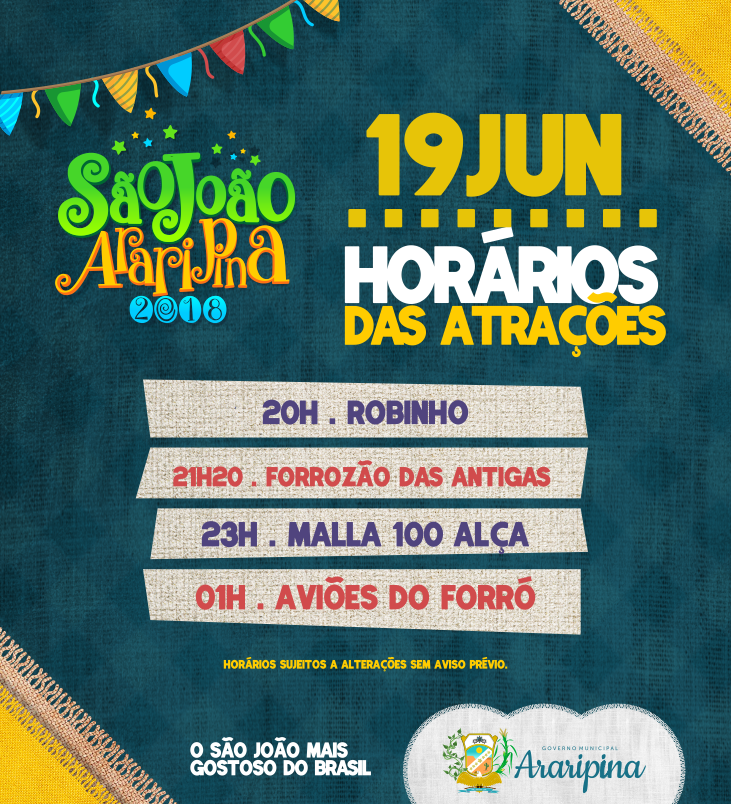 São João
Araripina
2018
19 JUN
HORÁRIOS
DAS ATRAÇÕES
20H . ROBINHO
21H20 . FORROZÃO DAS ANTIGAS
23H . MALLA 100 ALÇA
01H . AVIÕES DO FORRÓ
HORÁRIOS SUJEITOS A ALTERAÇÕES SEM AVISO PRÉVIO.
O SÃO JOÃO MAIS
GOSTOSO DO BRASIL
GOVERNO MUNICIPAL
Araripina